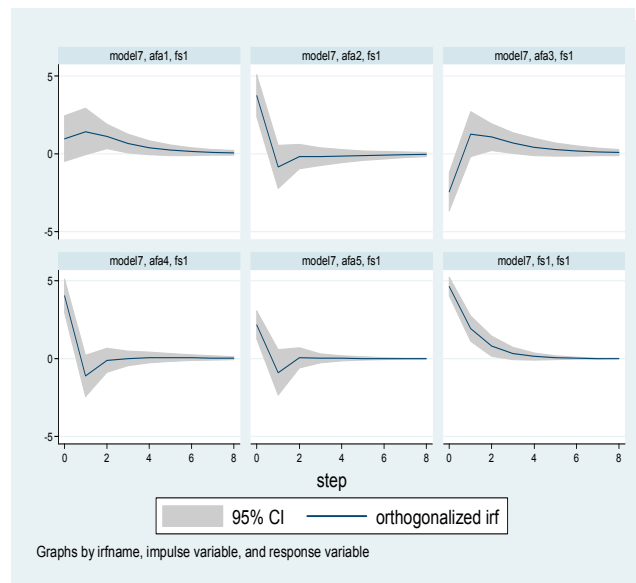 model7, afa1, fs1
model7, afa2, fs1
model7, afa3, fs1
5
0
-5
model7, afa4, fs1
model7, afa5, fs1
model7, fs1, fs1
5
0
-5
0 2 4 6 8
0 2 4 6 8
0 2 4 6 8
step
95% CI
orthogonalized irf
Graphs by irfname, impulse variable, and response variable